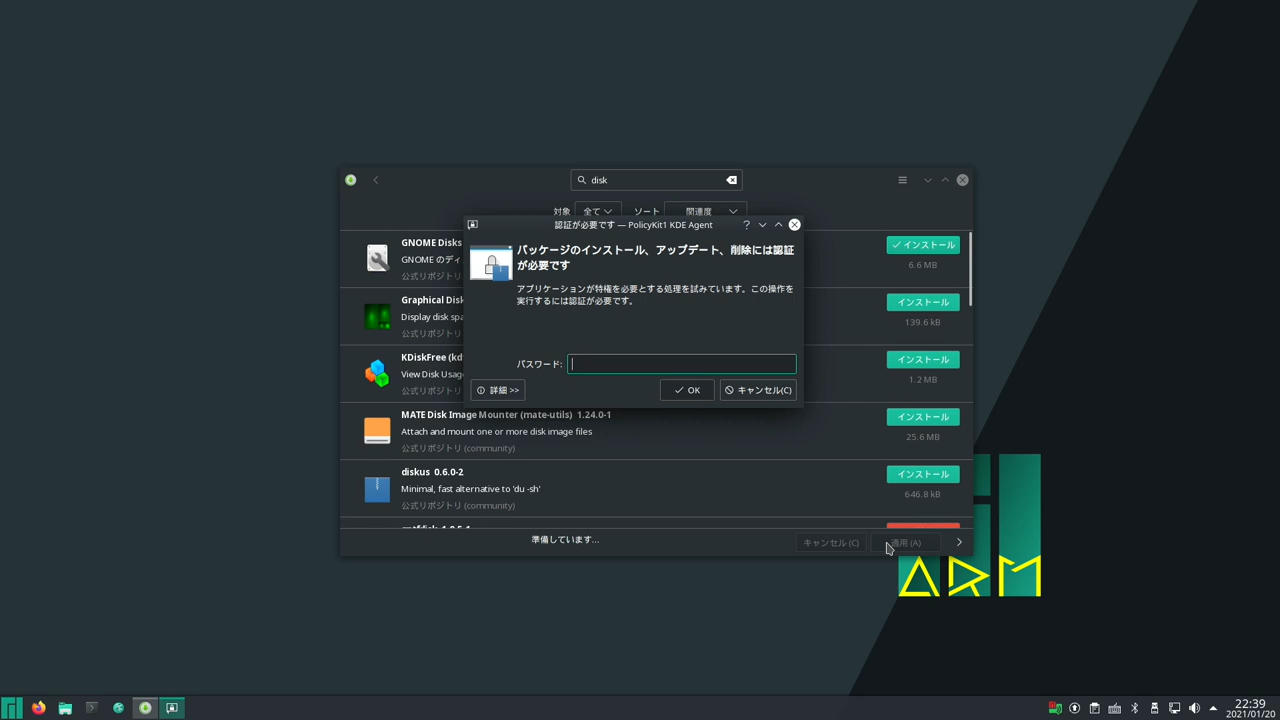 disk
対象 全て ソート 関連度
認証が必要です — PolicyKit1 KDE Agent
パッケージのインストール、アップデート、削除には認証
が必要です
アプリケーションが特権を必要とする処理を試みています。この操作を
実行するには認証が必要です。
パスワード:
詳細 >>
OK
キャンセル(C)
GNOME Disks
GNOME のディ
公式リポジトリ
インストール
6.6 MB
Graphical Disk
Display disk spa
公式リポジトリ
インストール
139.6 kB
KDiskFree (kd
View Disk Usag
公式リポジトリ
インストール
1.2 MB
MATE Disk Image Mounter (mate-utils) 1.24.0-1
Attach and mount one or more disk image files
公式リポジトリ (community)
インストール
25.6 MB
diskus 0.6.0-2
Minimal, fast alternative to 'du -sh'
公式リポジトリ (community)
インストール
646.8 kB
準備しています...
キャンセル (C)
適用 (A)
ARM
22:39
2021/01/20